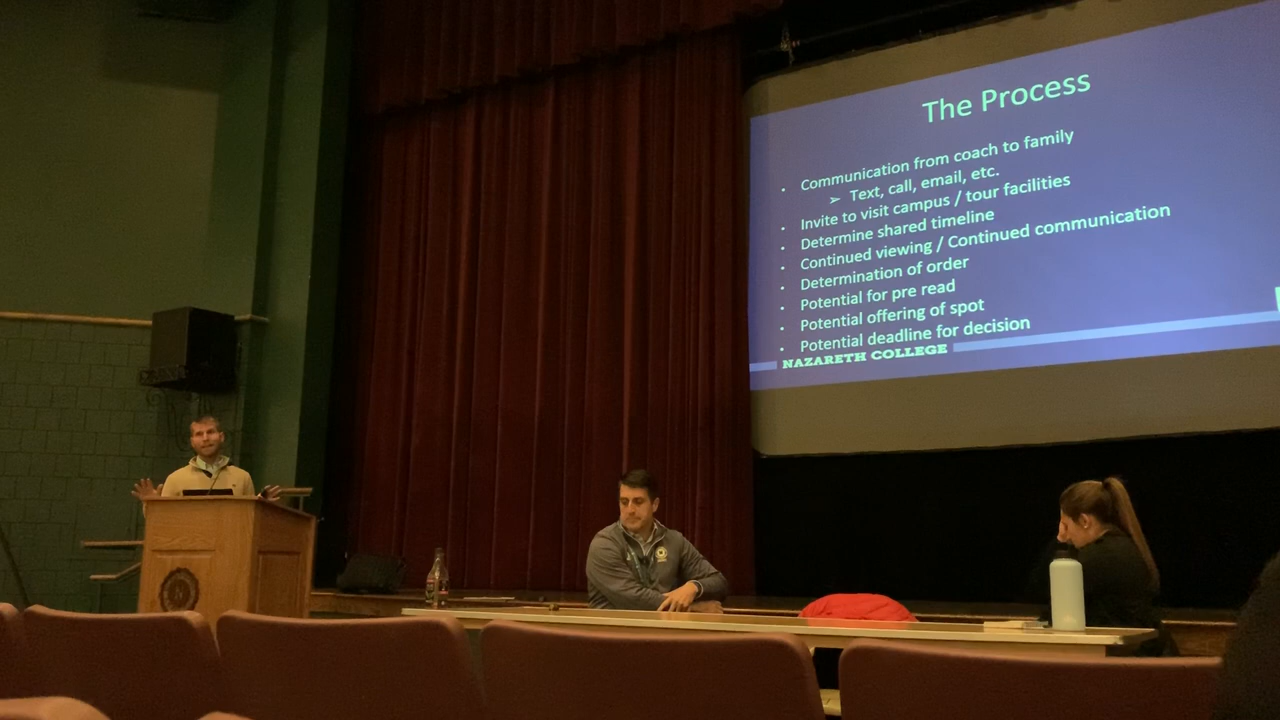 The Process
• Communication from coach to family
➢ Text, call, email, etc.
• Invite to visit campus / tour facilities
• Determine shared timeline
• Continued viewing / Continued communication
• Determination of order
• Potential for pre read
• Potential offering of spot
• Potential deadline for decision
NAZARETH COLLEGE